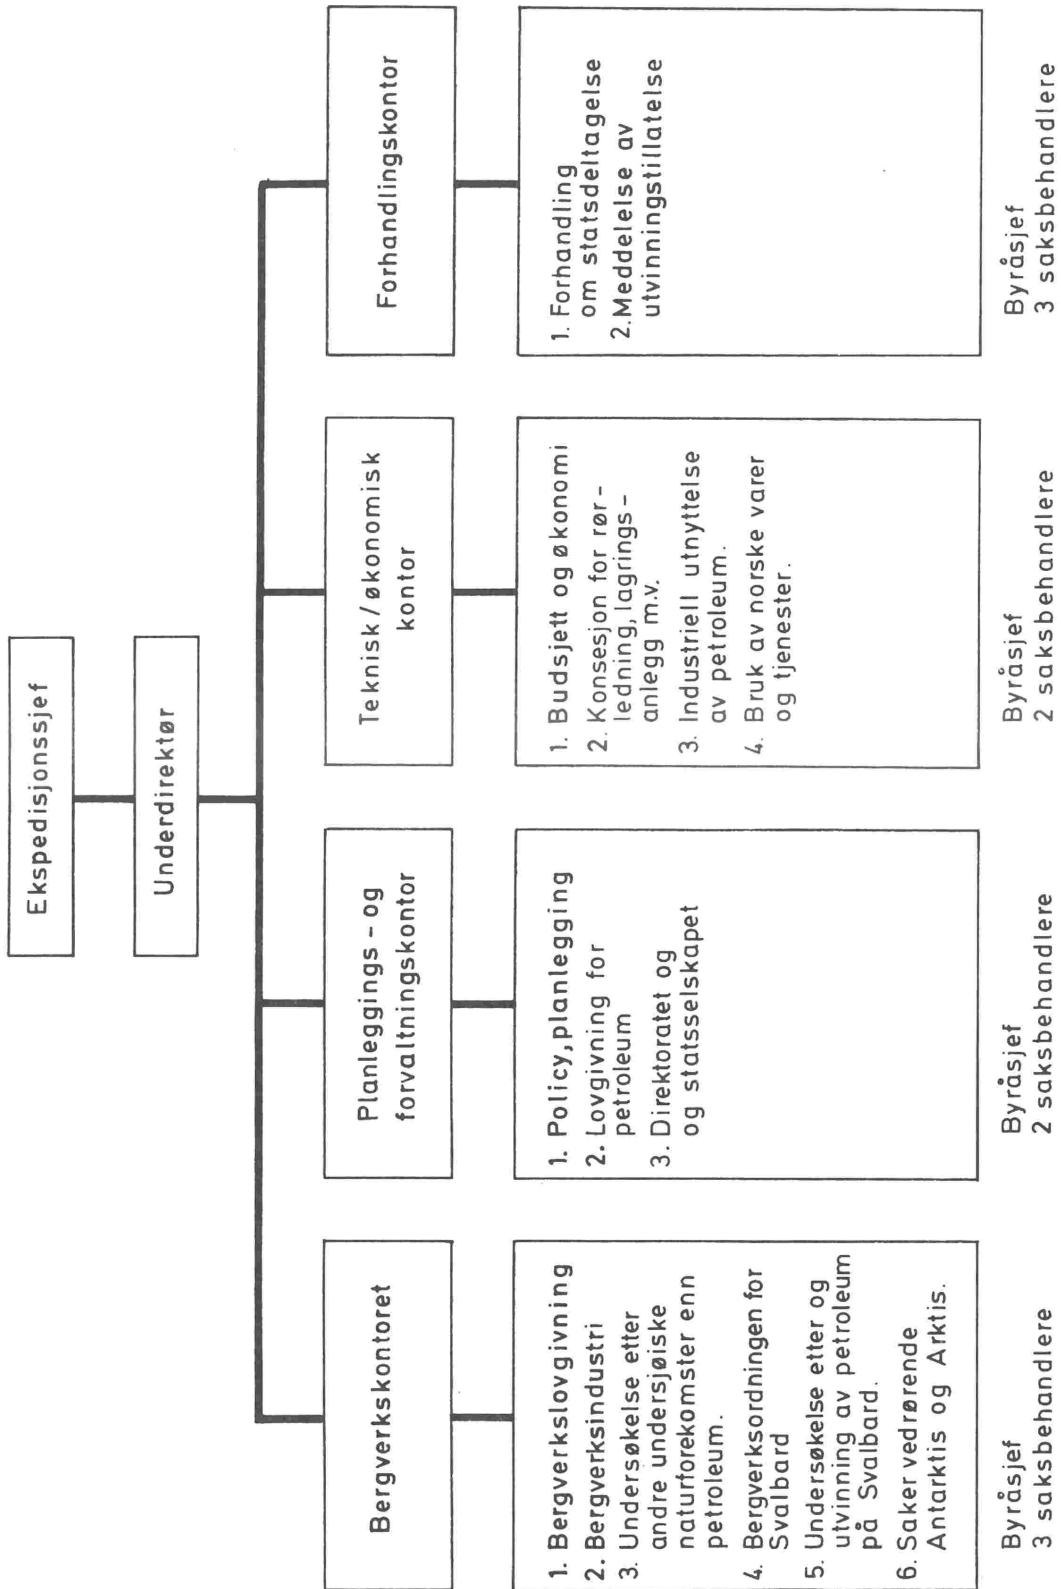 Ekspedisjonssjef
Underdirektør
Bergverkskontoret
1. Bergverkslovgivning
2. Bergverksindustri
3. Undersøkelse etter
andre undersjøiske
naturforekomster enn
petroleum.
4. Bergverksordningen for
Svalbard
5. Undersøkelse etter og
utvinning av petroleum
på Svalbard.
6. Saker vedrørende
Antarktis og Arktis.
Byråsjef
3 saksbehandlere
Planleggings- og
forvaltningskontor
1. Policy, planlegging
2. Lovgivning for
petroleum
3. Direktoratet og
og statsselskapet
Byråsjef
2 saksbehandlere
Teknisk / økonomisk
kontor
1. Budsjett og økonomi
2. Konsesjon for rør-
ledning, lagrings-
anlegg m.v.
3. Industriell utnyttelse
av petroleum.
4. Bruk av norske varer
og tjenester.
Byråsjef
2 saksbehandlere
Forhandlingskontor
1. Forhandling
om statsdeltagelse
2. Meddelelse av
utvinningstillatelse
Byråsjef
3 saksbehandlere